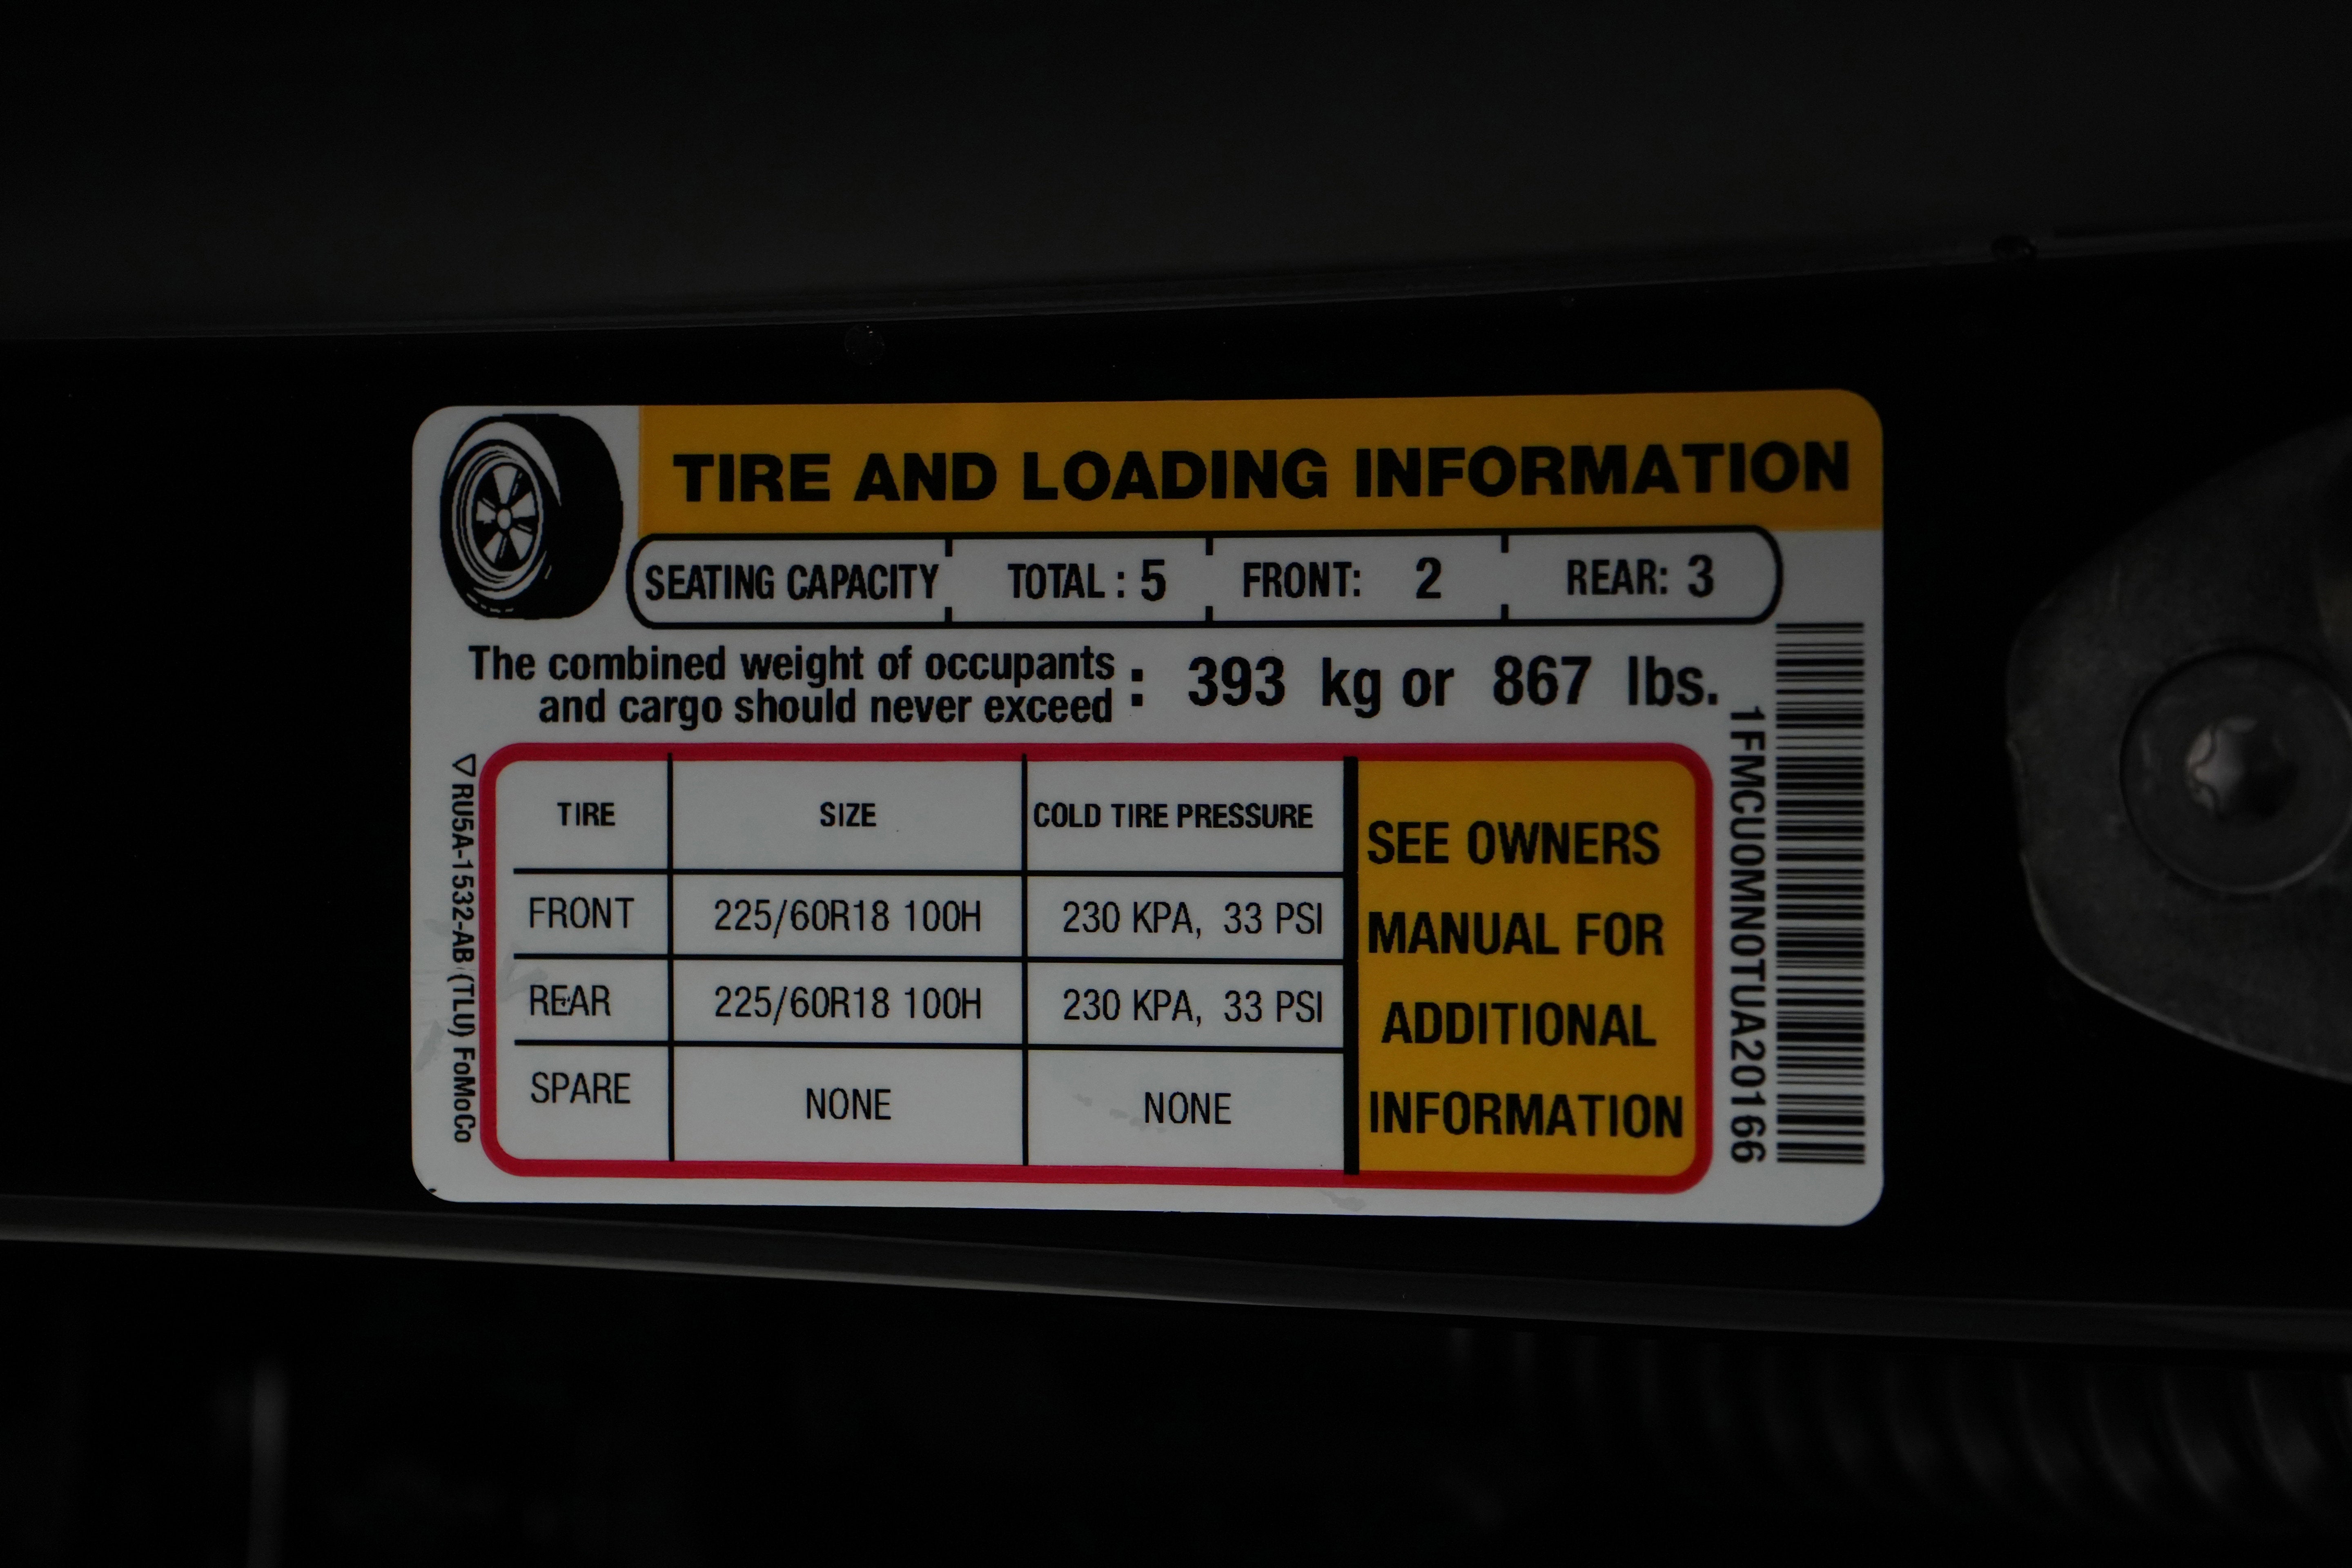 TIRE AND LOADING INFORMATION
SEATING CAPACITY TOTAL : 5 FRONT: 2 REAR: 3
The combined weight of occupants
and cargo should never exceed : 393 kg or 867 lbs.
TIRE SIZE COLD TIRE PRESSURE
FRONT 225/60R18 100H 230 KPA, 33 PSI
REAR 225/60R18 100H 230 KPA, 33 PSI
SPARE NONE NONE
SEE OWNERS
MANUAL FOR
ADDITIONAL
INFORMATION
RU5A-1532-AB (TLU) FoMoCo
1FMCU0MN0TUA20166